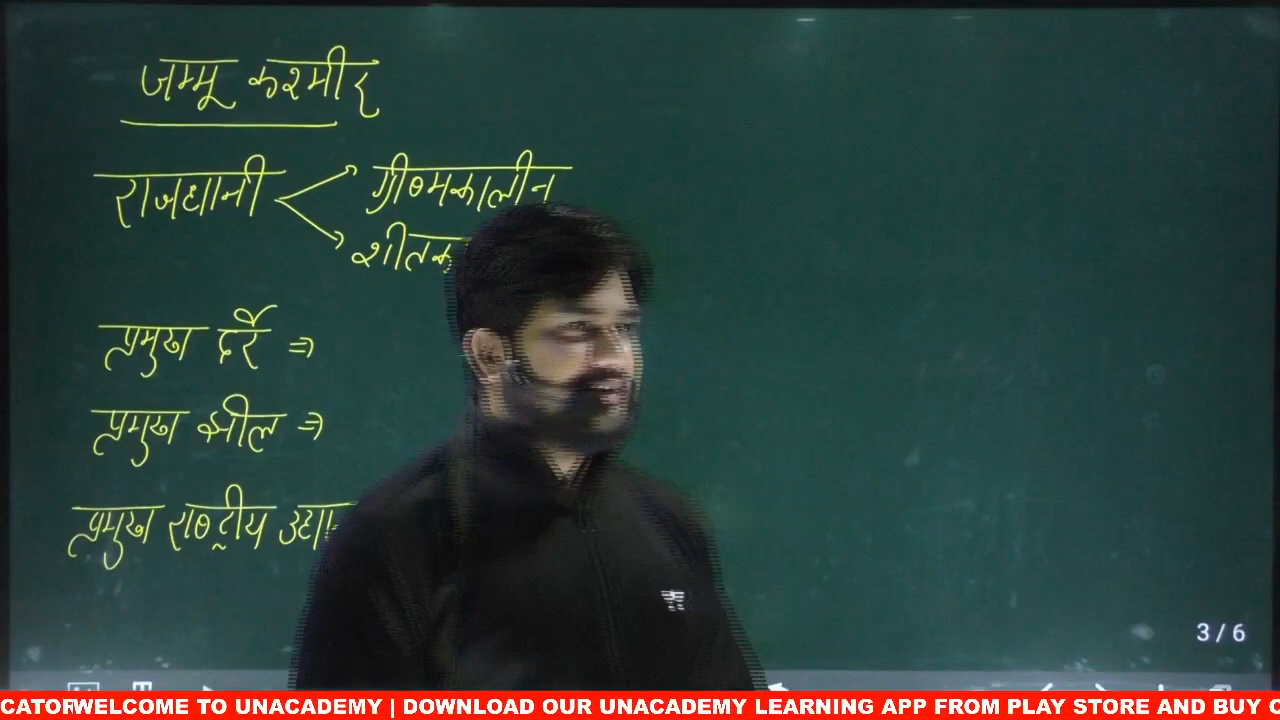 जम्मू कश्मीर
राजधानी
ग्रीष्मकालीन
प्रमुख दर्रे ⇒
प्रमुख झील ⇒
प्रमुख राष्ट्रीय
3 / 6
WELCOME TO UNACADEMY | DOWNLOAD OUR UNACADEMY LEARNING APP FROM PLAY STORE AND BUY